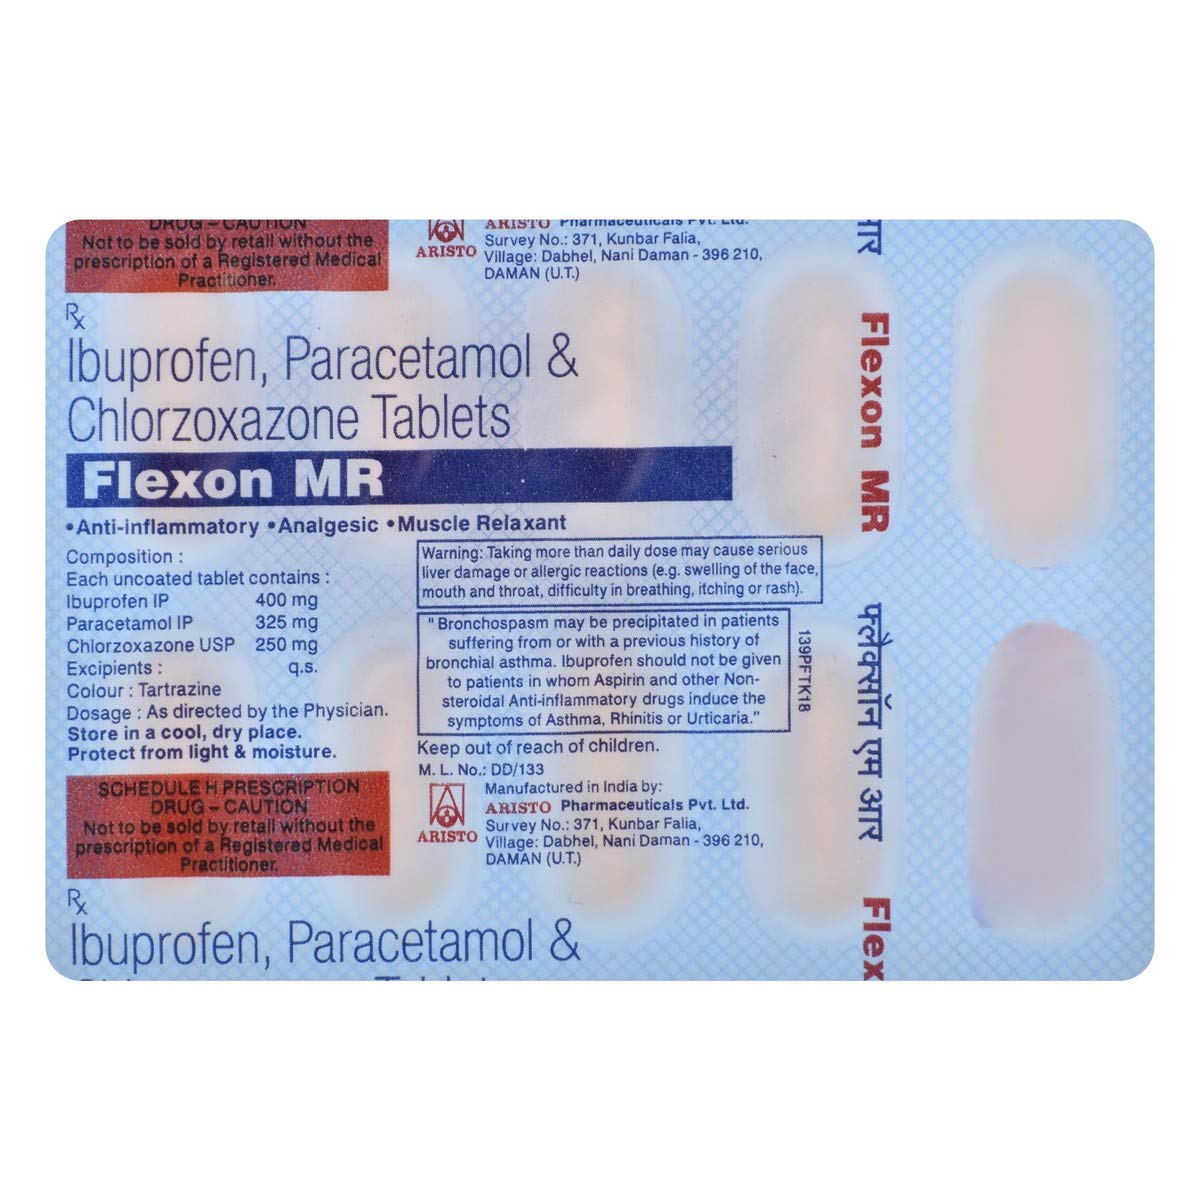 DRUG – CAUTION
Not to be sold by retail without the
prescription of a Registered Medical
Practitioner.
ARISTO
ARISTO Pharmaceuticals Pvt. Ltd.
Survey No.: 371, Kunbar Falia,
Village: Dabhel, Nani Daman - 396 210,
DAMAN (U.T.)
आर
Rx
Ibuprofen, Paracetamol &
Chlorzoxazone Tablets
Flexon MR
•Anti-inflammatory •Analgesic •Muscle Relaxant
Composition :
Each uncoated tablet contains :
Ibuprofen IP 400 mg
Paracetamol IP 325 mg
Chlorzoxazone USP 250 mg
Excipients : q.s.
Colour : Tartrazine
Dosage : As directed by the Physician.
Store in a cool, dry place.
Protect from light & moisture.
Warning: Taking more than daily dose may cause serious
liver damage or allergic reactions (e.g. swelling of the face,
mouth and throat, difficulty in breathing, itching or rash).
"Bronchospasm may be precipitated in patients
suffering from or with a previous history of
bronchial asthma. Ibuprofen should not be given
to patients in whom Aspirin and other Non-
steroidal Anti-inflammatory drugs induce the
symptoms of Asthma, Rhinitis or Urticaria."
139PFTK18
Keep out of reach of children.
M. L. No.: DD/133
Manufactured in India by:
ARISTO
ARISTO Pharmaceuticals Pvt. Ltd.
Survey No.: 371, Kunbar Falia,
Village: Dabhel, Nani Daman - 396 210,
DAMAN (U.T.)
SCHEDULE H PRESCRIPTION
DRUG – CAUTION
Not to be sold by retail without the
prescription of a Registered Medical
Practitioner.
Flexon MR
फ्लेक्सॉन एम आर
Flex
Rx
Ibuprofen, Paracetamol &